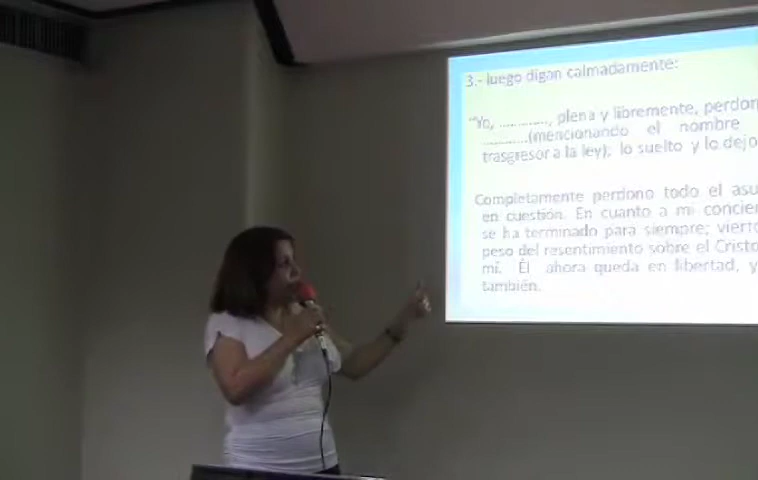 3.- luego digan calmadamente:
"Yo, ............, plena y libremente, perdon
...........(mencionando el nombre
trasgresor a la ley); lo suelto y lo dejo
Completamente perdono todo el asu
en cuestión. En cuanto a mi concien
se ha terminado para siempre; vierto
peso del resentimiento sobre el Cristo
mí. Él ahora queda en libertad, y
también.